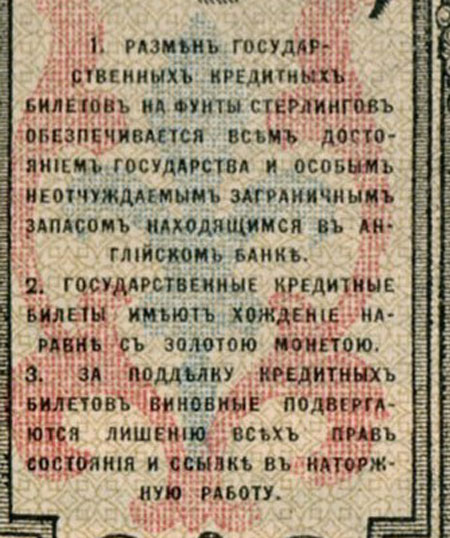 1. РАЗМѢНЪ ГОСУДАР-
СТВЕННЫХЪ КРЕДИТНЫХЪ
БИЛЕТОВЪ НА ФУНТЫ СТЕРЛИНГОВЪ
ОБЕЗПЕЧИВАЕТСЯ ВСѢМЪ ДОСТО-
ЯНІЕМЪ ГОСУДАРСТВА И ОСОБЫМЪ
НЕОТЧУЖДАЕМЫМЪ ЗАГРАНИЧНЫМЪ
ЗАПАСОМЪ НАХОДЯЩИМСЯ ВЪ АН-
ГЛІЙСКОМЪ БАНКѢ.
2. ГОСУДАРСТВЕННЫЕ КРЕДИТНЫЕ
БИЛЕТЫ ИМѢЮТЪ ХОЖДЕНІЕ НА-
РАВНѢ СЪ ЗОЛОТОЮ МОНЕТОЮ.
3. ЗА ПОДДѢЛКУ КРЕДИТНЫХЪ
БИЛЕТОВЪ ВИНОВНЫЕ ПОДВЕРГА-
ЮТСЯ ЛИШЕНІЮ ВСѢХЪ ПРАВЪ
СОСТОЯНІЯ И ССЫЛКѢ ВЪ КАТОРЖ-
НУЮ РАБОТУ.